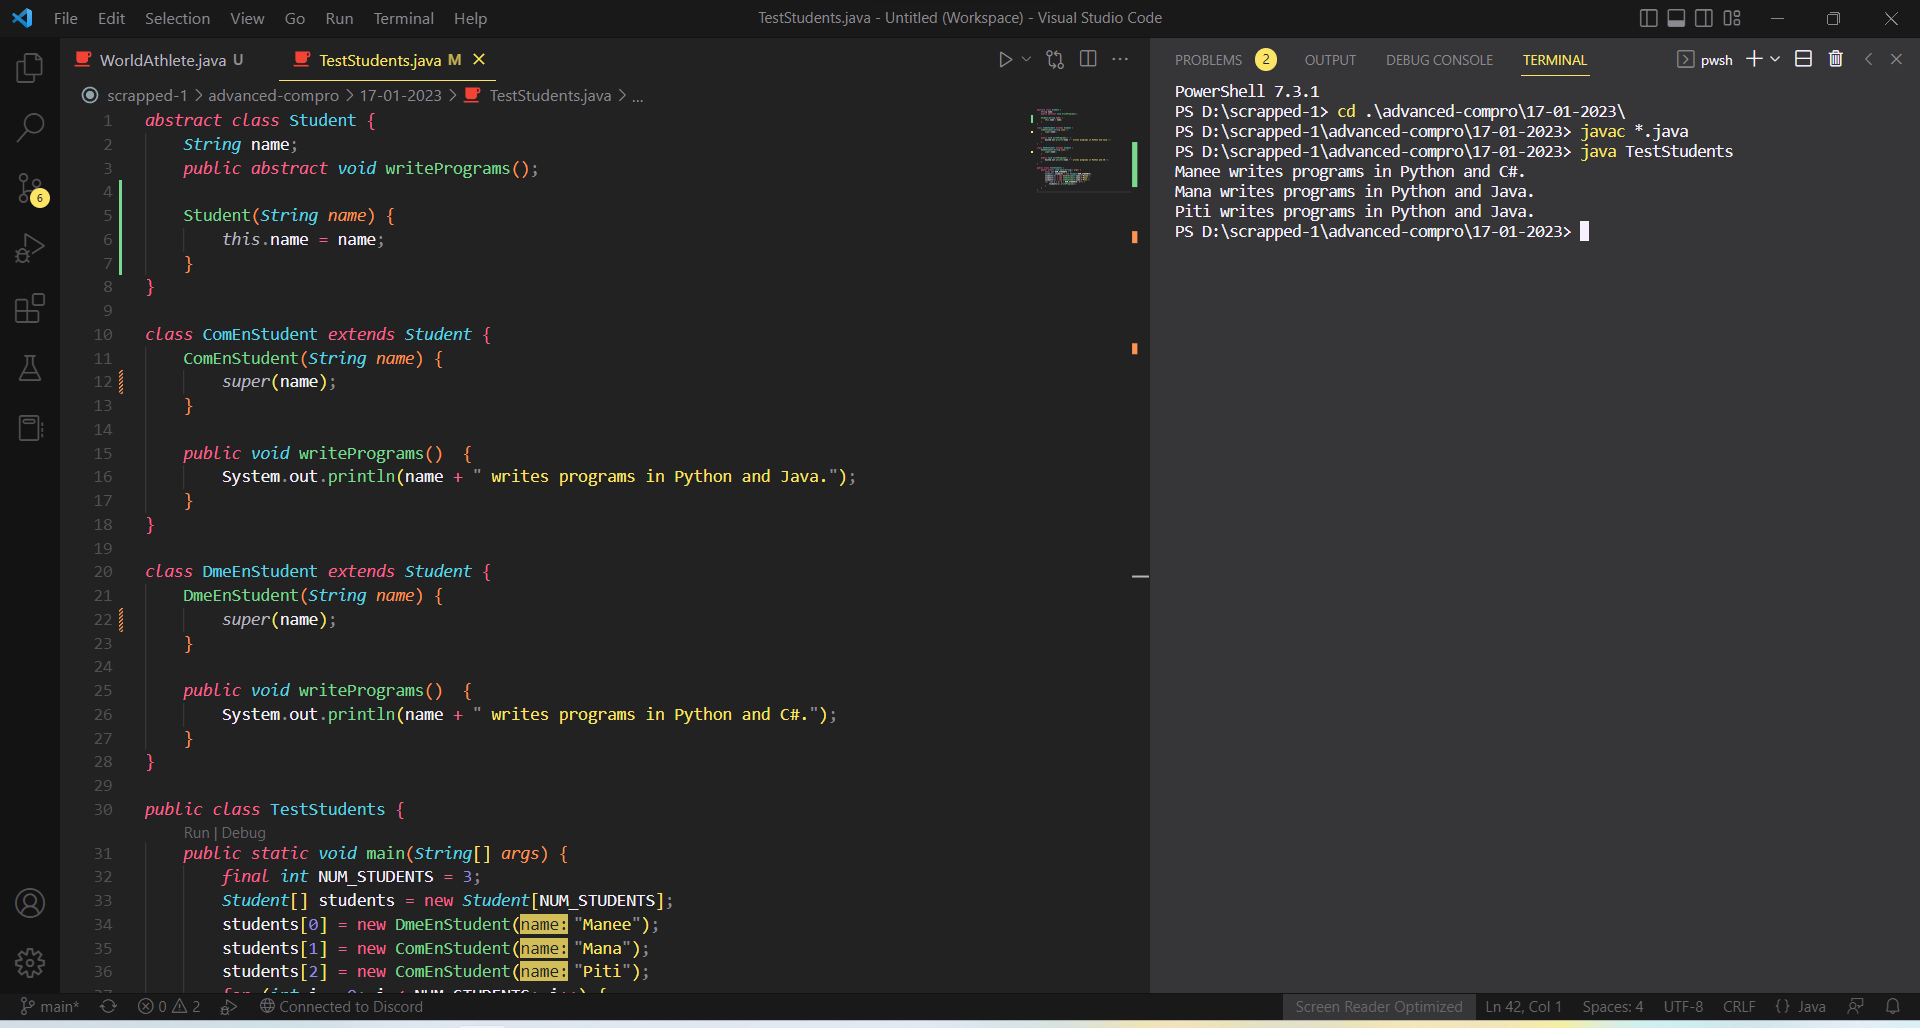 File Edit Selection View Go Run Terminal Help
TestStudents.java - Untitled (Workspace) - Visual Studio Code
WorldAthlete.java U
TestStudents.java M
scrapped-1 > advanced-compro > 17-01-2023 > TestStudents.java > ...
1 abstract class Student {
2 String name;
3 public abstract void writePrograms();
4
5 Student(String name) {
6 this.name = name;
7 }
8 }
9
10 class ComEnStudent extends Student {
11 ComEnStudent(String name) {
12 super(name);
13 }
14
15 public void writePrograms()  {
16 System.out.println(name + " writes programs in Python and Java.");
17 }
18 }
19
20 class DmeEnStudent extends Student {
21 DmeEnStudent(String name) {
22 super(name);
23 }
24
25 public void writePrograms()  {
26 System.out.println(name + " writes programs in Python and C#.");
27 }
28 }
29
30 public class TestStudents {
Run | Debug
31 public static void main(String[] args) {
32 final int NUM_STUDENTS = 3;
33 Student[] students = new Student[NUM_STUDENTS];
34 students[0] = new DmeEnStudent(name: "Manee");
35 students[1] = new ComEnStudent(name: "Mana");
36 students[2] = new ComEnStudent(name: "Piti");
PROBLEMS 2 OUTPUT DEBUG CONSOLE TERMINAL
pwsh
PowerShell 7.3.1
PS D:\scrapped-1> cd .\advanced-compro\17-01-2023\
PS D:\scrapped-1\advanced-compro\17-01-2023> javac *.java
PS D:\scrapped-1\advanced-compro\17-01-2023> java TestStudents
Manee writes programs in Python and C#.
Mana writes programs in Python and Java.
Piti writes programs in Python and Java.
PS D:\scrapped-1\advanced-compro\17-01-2023>
6
main* 0 2 Connected to Discord
Screen Reader Optimized Ln 42, Col 1 Spaces: 4 UTF-8 CRLF {} Java